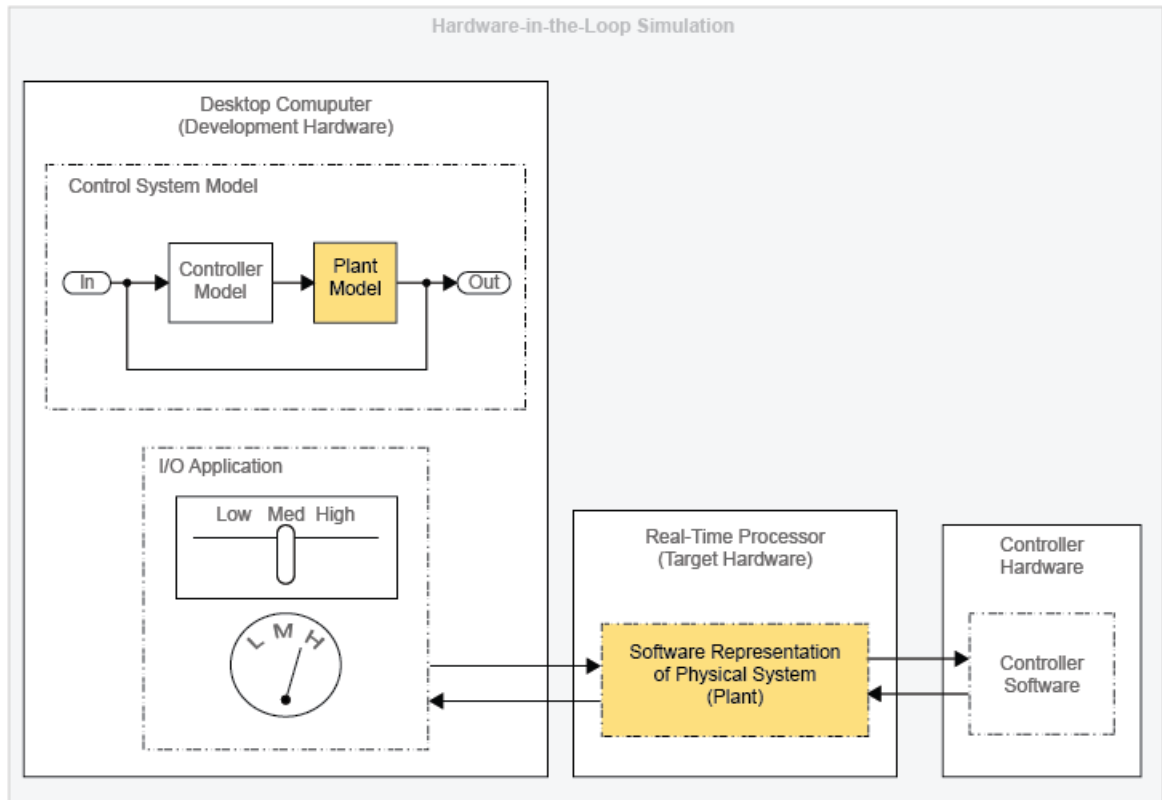 Hardware-in-the-Loop Simulation
Desktop Comuputer
(Development Hardware)
Control System Model
In
Controller
Model
Plant
Model
Out
I/O Application
Low Med High
L M H
Real-Time Processor
(Target Hardware)
Software Representation
of Physical System
(Plant)
Controller
Hardware
Controller
Software